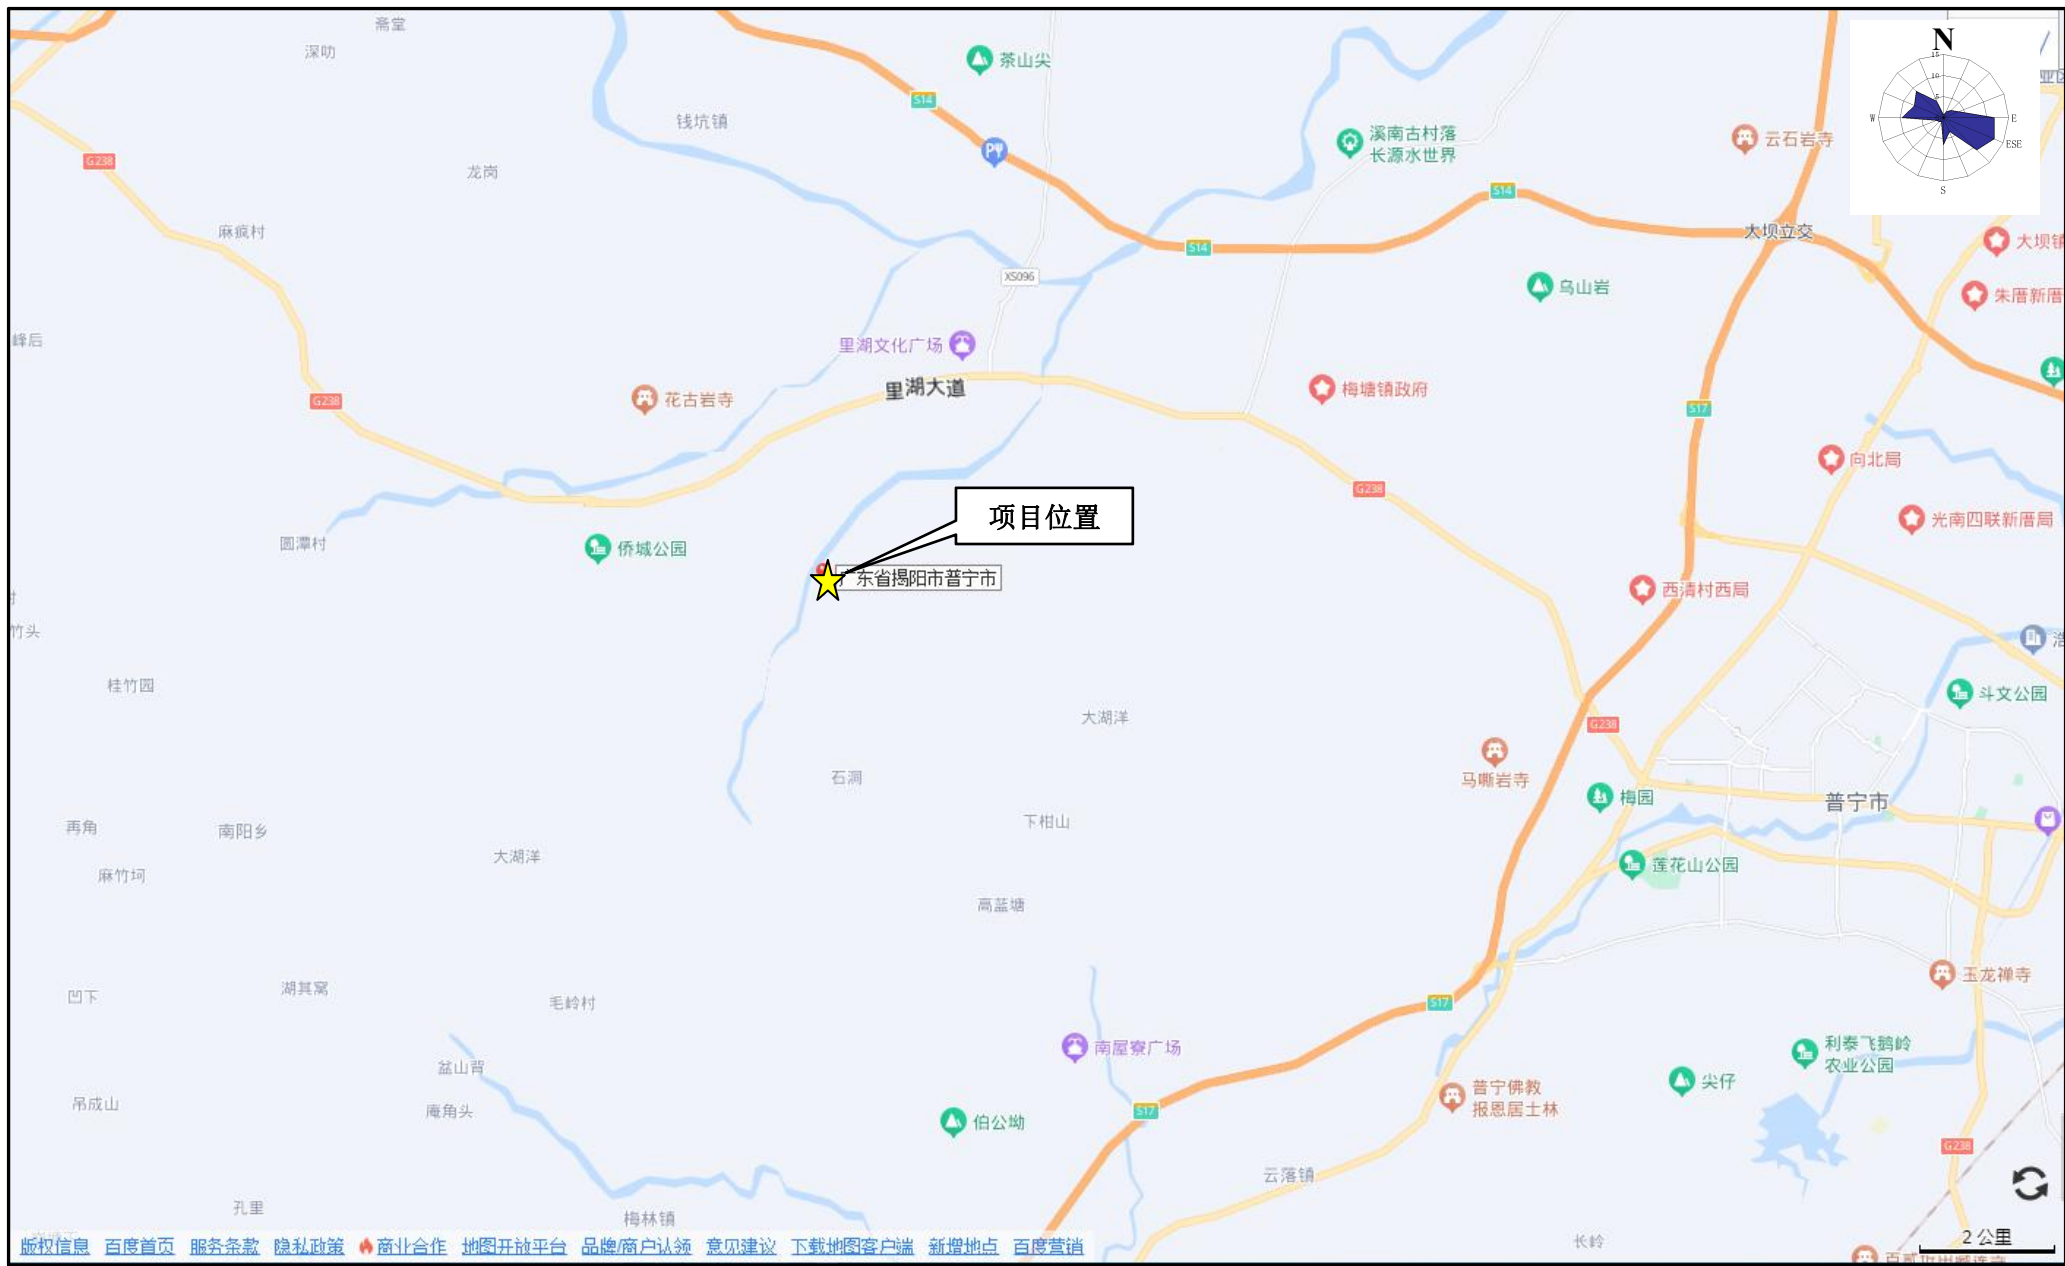 斋堂
深叻
茶山尖
N
15
10
5
W
E
ESE
S
S14
钱坑镇
溪南古村落
长源水世界
云石岩寺
G238
龙岗
S14
麻疯村
S14
大坝立交
大坝镇
XS096
乌山岩
朱厝新厝
峰后
里湖文化广场
里湖大道
梅塘镇政府
花古岩寺
G238
S17
向北局
G238
项目位置
光南四联新厝局
圆潭村
侨城公园
广东省揭阳市普宁市
西清村西局
竹头
桂竹园
斗文公园
大湖洋
G238
马嘶岩寺
石洞
梅园
普宁市
再角
南阳乡
下柑山
大湖洋
莲花山公园
麻竹坷
高蓝塘
玉龙禅寺
凹下
湖其窝
毛岭村
S17
南屋寮广场
利泰飞鹅岭
农业公园
盆山背
尖仔
普宁佛教
报恩居士林
吊成山
庵角头
S17
伯公坳
G238
云落镇
孔里
梅林镇
长岭
2 公里
版权信息 百度首页 服务条款 隐私政策 商业合作 地图开放平台 品牌/商户认领 意见建议 下载地图客户端 新增地点 百度营销